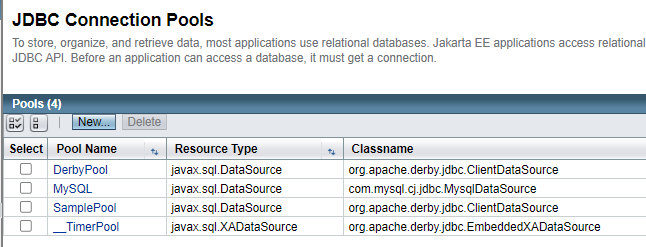 JDBC Connection Pools
To store, organize, and retrieve data, most applications use relational databases. Jakarta EE applications access relational
JDBC API. Before an application can access a database, it must get a connection.
Pools (4)
New... Delete
Select Pool Name Resource Type Classname
DerbyPool javax.sql.DataSource org.apache.derby.jdbc.ClientDataSource
MySQL javax.sql.DataSource com.mysql.cj.jdbc.MysqlDataSource
SamplePool javax.sql.DataSource org.apache.derby.jdbc.ClientDataSource
__TimerPool javax.sql.XADataSource org.apache.derby.jdbc.EmbeddedXADataSource